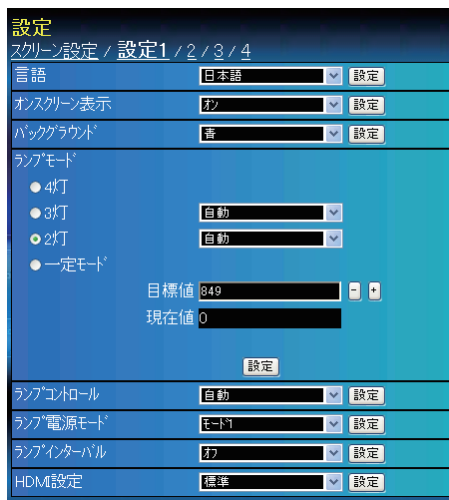 設定
スクリーン設定 / 設定1 / 2 / 3 / 4
言語 日本語 設定
オンスクリーン表示 オン 設定
バックグラウンド 青 設定
ランプモード
4灯
3灯 自動
2灯 自動
一定モード
目標値 849 - +
現在値 0
設定
ランプコントロール 自動 設定
ランプ電源モード モード1 設定
ランプインターバル オフ 設定
HDMI設定 標準 設定